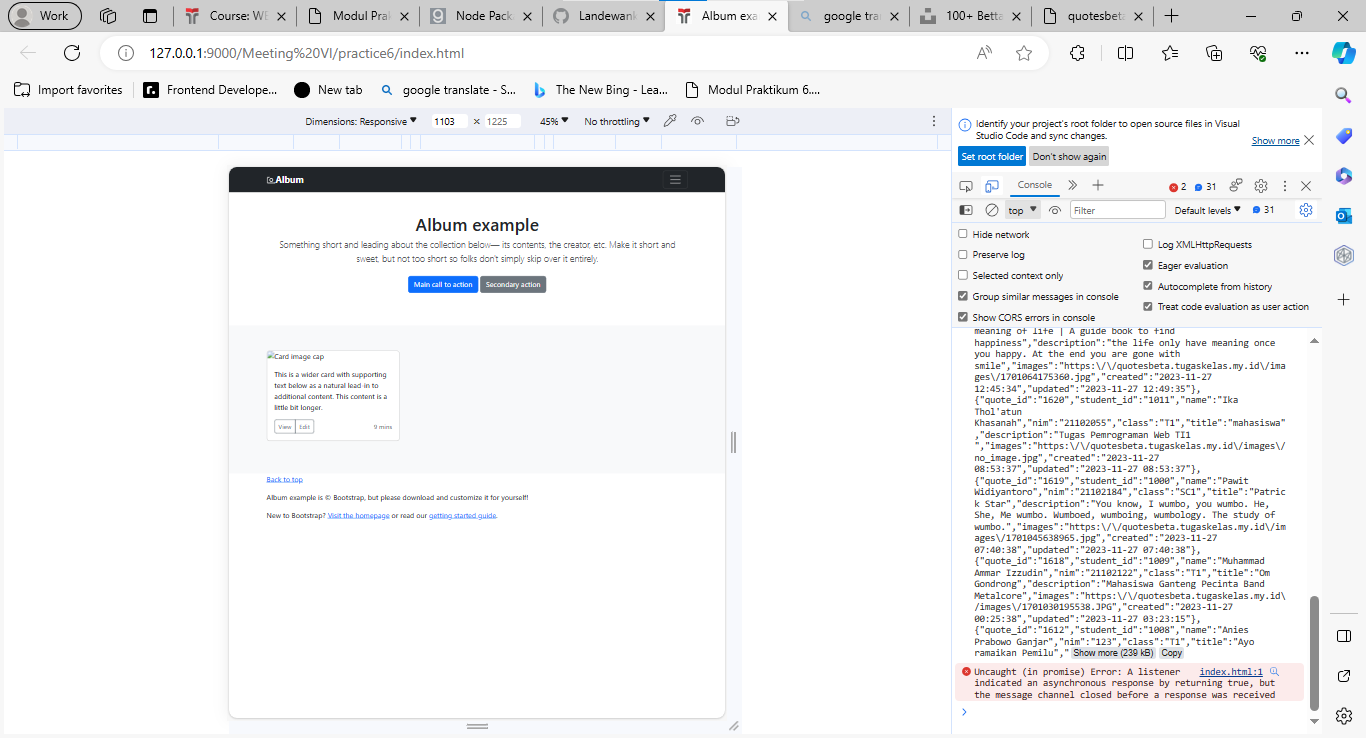 Work
Course: WE
Modul Prak
Node Pack
Landewank
Album exa
google tran
100+ Betta
quotesbeta
127.0.0.1:9000/Meeting%20VI/practice6/index.html
Import favorites
Frontend Develope...
New tab
google translate - S...
The New Bing - Lea...
Modul Praktikum 6....
Dimensions: Responsive
1103 × 1225
45%
No throttling
Album
Album example
Something short and leading about the collection below— its contents, the creator, etc. Make it short and
sweet, but not too short so folks don't simply skip over it entirely.
Main call to action
Secondary action
Card image cap
This is a wider card with supporting
text below as a natural lead-in to
additional content. This content is a
little bit longer.
View
Edit
9 mins
Back to top
Album example is © Bootstrap, but please download and customize it for yourself!
New to Bootstrap? Visit the homepage or read our getting started guide.
Identify your project's root folder to open source files in Visual
Studio Code and sync changes.
Show more
Set root folder
Don't show again
Console
2
31
top
Filter
Default levels
31
Hide network
Log XMLHttpRequests
Preserve log
Eager evaluation
Selected context only
Autocomplete from history
Group similar messages in console
Treat code evaluation as user action
Show CORS errors in console
meaning of life | A guide book to find
happiness","description":"the life only have meaning once
you happy. At the end you are gone with
smile","images":"https:\/\/quotesbeta.tugaskelas.my.id\/ima
ges\/1701064175360.jpg","created":"2023-11-27
12:45:34","updated":"2023-11-27 12:49:35"},
{"quote_id":"1620","student_id":"1011","name":"Ika
Thol'atun
Khasanah","nim":"21102055","class":"T1","title":"mahasiswa"
,"description":"Tugas Pemrograman Web TI1
","images":"https:\/\/quotesbeta.tugaskelas.my.id\/images\/
no_image.jpg","created":"2023-11-27
08:53:37","updated":"2023-11-27 08:53:37"},
{"quote_id":"1619","student_id":"1000","name":"Pawit
Widiyantoro","nim":"21102184","class":"SC1","title":"Patric
k Star","description":"You know, I wumbo, you wumbo. He,
She, Me wumbo. Wumboed, wumboing, wumbology. The study of
wumbo.","images":"https:\/\/quotesbeta.tugaskelas.my.id\/im
ages\/1701045638965.jpg","created":"2023-11-27
07:40:38","updated":"2023-11-27 07:40:38"},
{"quote_id":"1618","student_id":"1009","name":"Muhammad
Ammar Izzudin","nim":"21102122","class":"T1","title":"Om
Gondrong","description":"Mahasiswa Ganteng Pecinta Band
Metalcore","images":"https:\/\/quotesbeta.tugaskelas.my.id\
/images\/1701030195538.JPG","created":"2023-11-27
00:25:38","updated":"2023-11-27 03:23:15"},
{"quote_id":"1612","student_id":"1008","name":"Anies
Prabowo Ganjar","nim":"123","class":"T1","title":"Ayo
ramaikan Pemilu","
Show more (239 kB)
Copy
Uncaught (in promise) Error: A listener index.html:1
indicated an asynchronous response by returning true, but
the message channel closed before a response was received